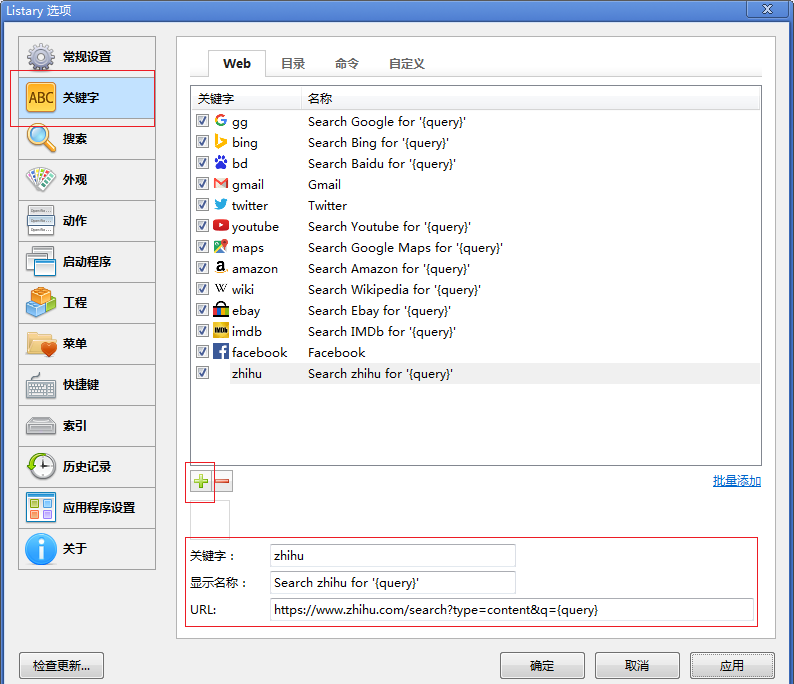 Listary 选项
常规设置
ABC 关键字
搜索
外观
动作
启动程序
工程
菜单
快捷键
索引
历史记录
应用程序设置
关于
Web 目录 命令 自定义
关键字 名称
gg Search Google for '{query}'
bing Search Bing for '{query}'
bd Search Baidu for '{query}'
gmail Gmail
twitter Twitter
youtube Search Youtube for '{query}'
maps Search Google Maps for '{query}'
a amazon Search Amazon for '{query}'
W wiki Search Wikipedia for '{query}'
ebay Search Ebay for '{query}'
IMDb imdb Search IMDb for '{query}'
f facebook Facebook
zhihu Search zhihu for '{query}'
批量添加
关键字： zhihu
显示名称： Search zhihu for '{query}'
URL: https://www.zhihu.com/search?type=content&q={query}
检查更新... 确定 取消 应用